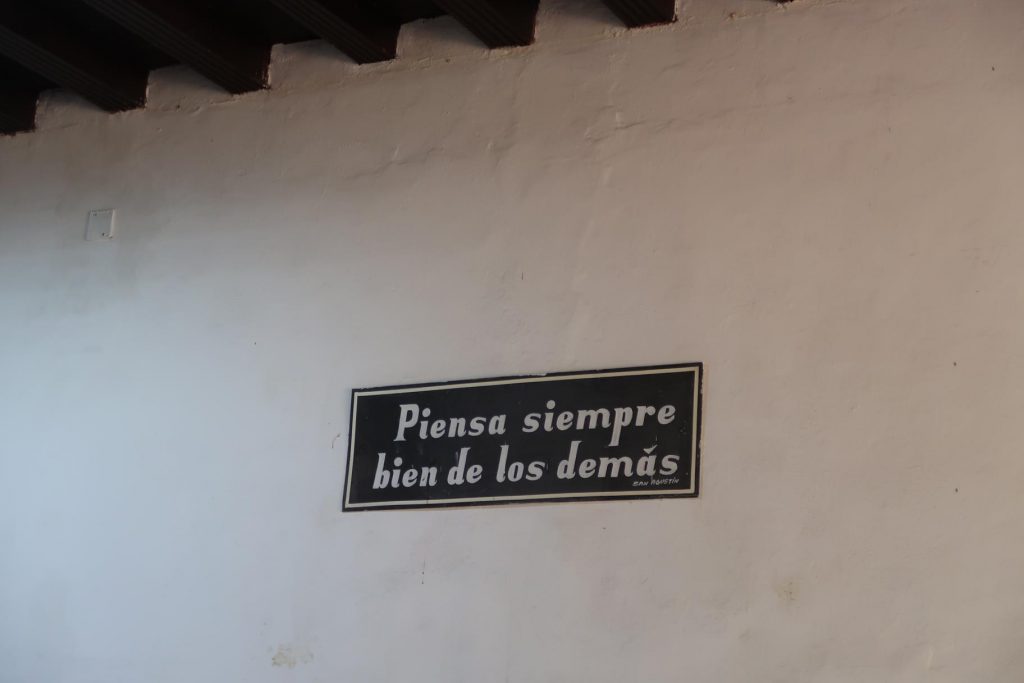 Piensa siempre
bien de los demás
SAN AGUSTÍN